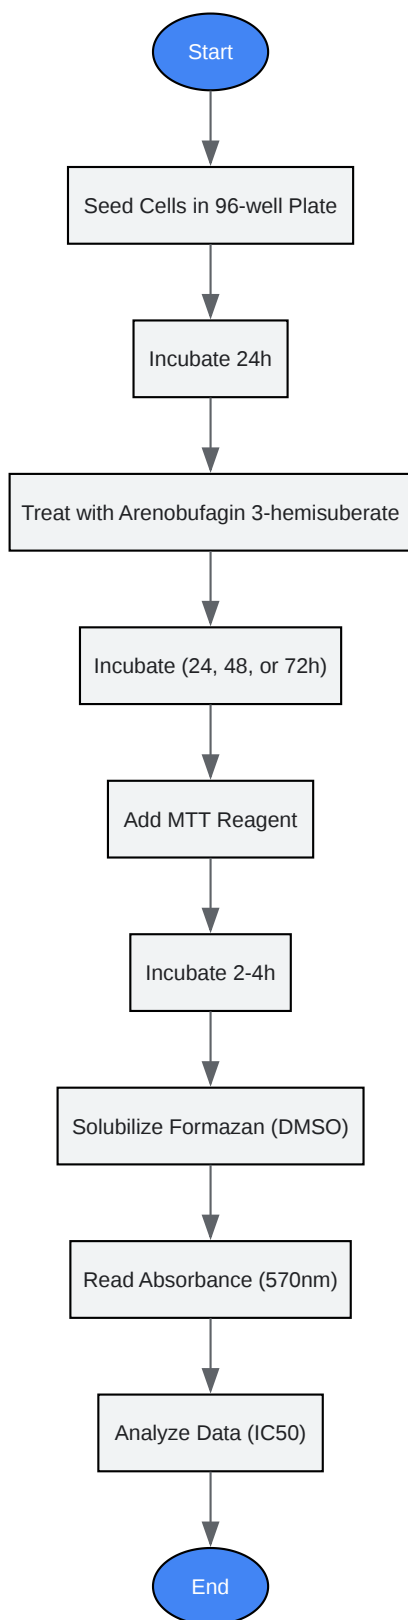 Start
Seed Cells in 96-well Plate
Incubate 24h
Treat with Arenobufagin 3-hemisuberate
Incubate (24, 48, or 72h)
Add MTT Reagent
Incubate 2-4h
Solubilize Formazan (DMSO)
Read Absorbance (570nm)
Analyze Data (IC50)
End